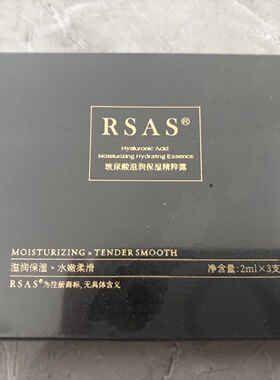 RSAS®
Hyaluronic Acid
Moisturizing Hydrating Essence
玻尿酸滋润保湿精粹露
MOISTURIZING × TENDER SMOOTH
滋润保湿・水嫩柔滑
净含量:2ml×3支
RSAS®为注册商标,无具体含义